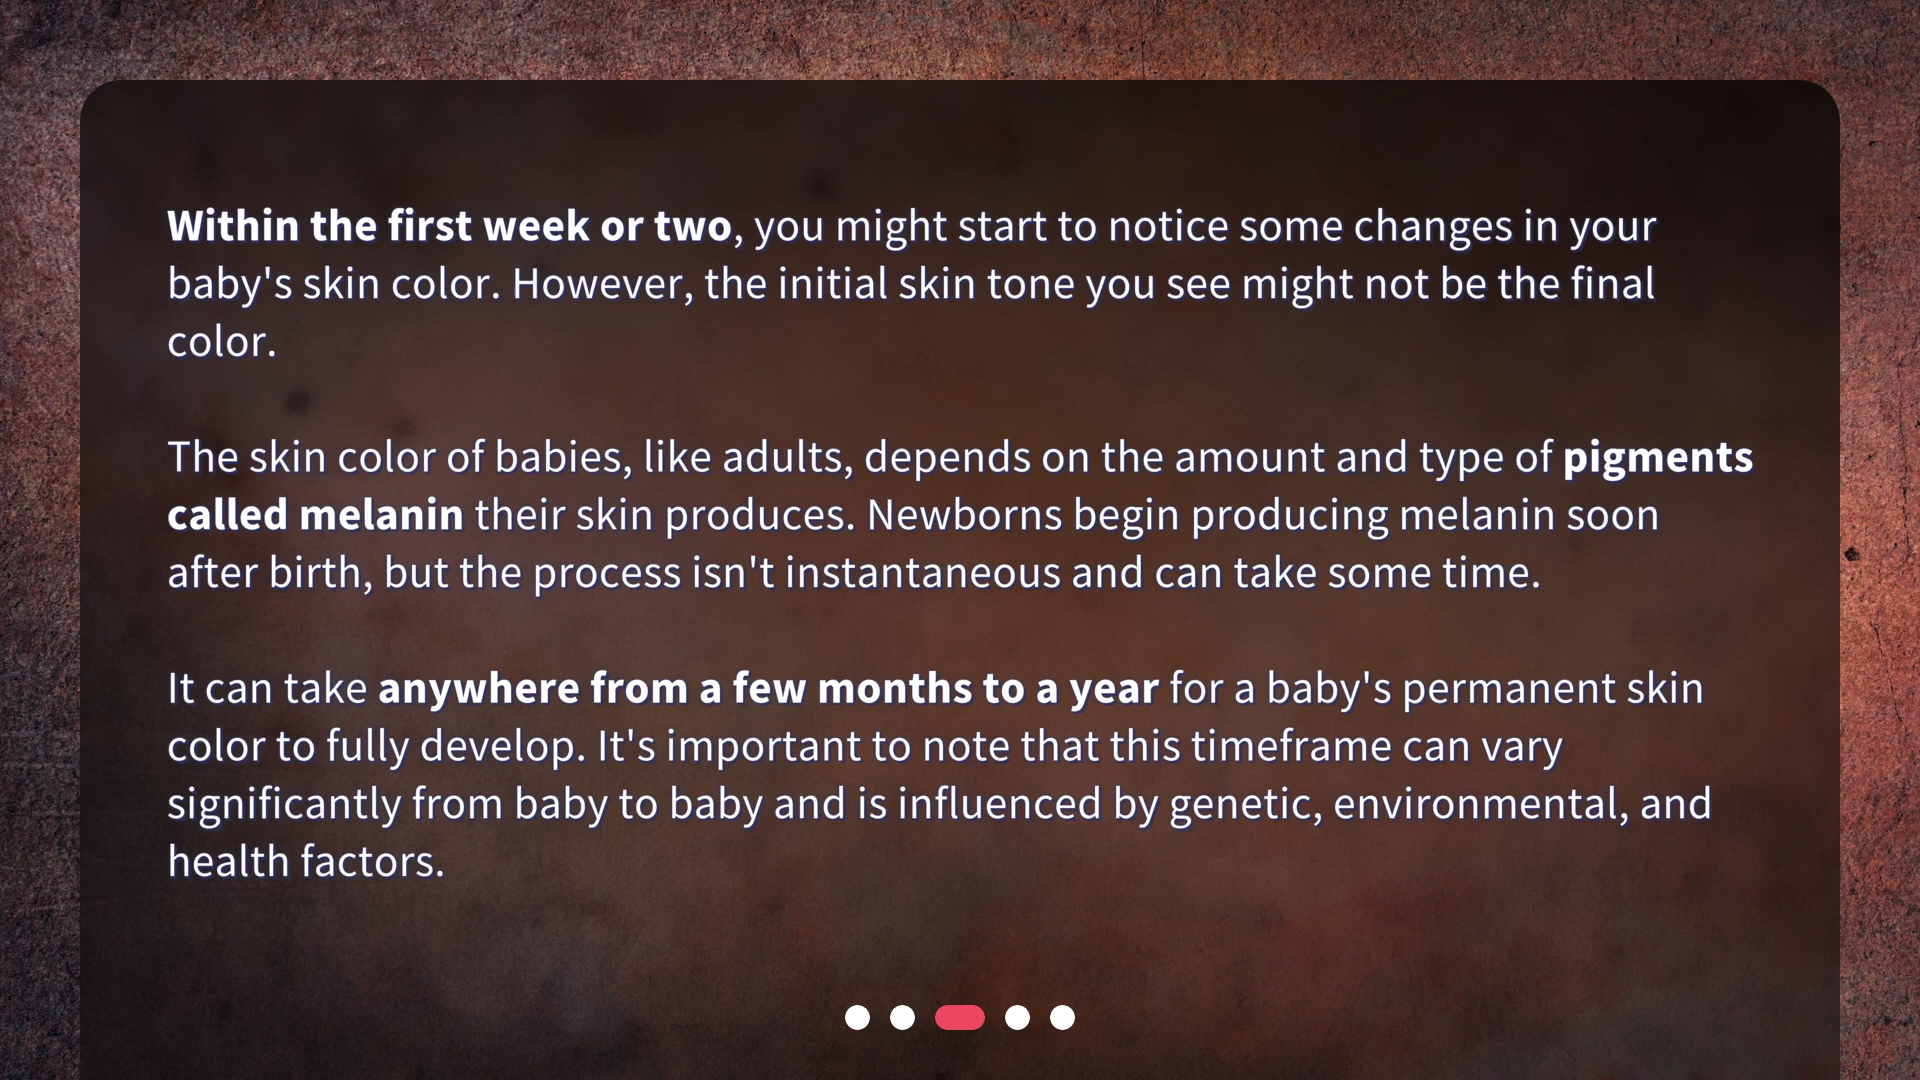 Within the first week or two, you might start to notice some changes in your
baby's skin color. However, the initial skin tone you see might not be the final
color.
The skin color of babies, like adults, depends on the amount and type of pigments
called melanin their skin produces. Newborns begin producing melanin soon
after birth, but the process isn't instantaneous and can take some time.
It can take anywhere from a few months to a year for a baby's permanent skin
color to fully develop. It's important to note that this timeframe can vary
significantly from baby to baby and is influenced by genetic, environmental, and
health factors.